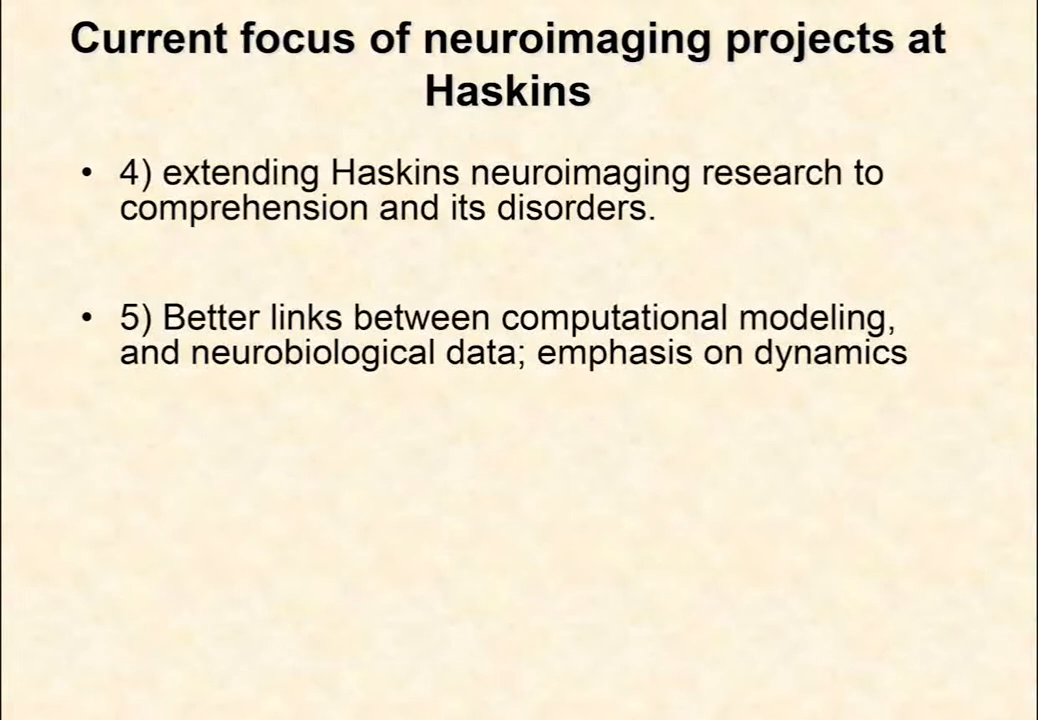 Current focus of neuroimaging projects at
Haskins
• 4) extending Haskins neuroimaging research to
comprehension and its disorders.
• 5) Better links between computational modeling,
and neurobiological data; emphasis on dynamics